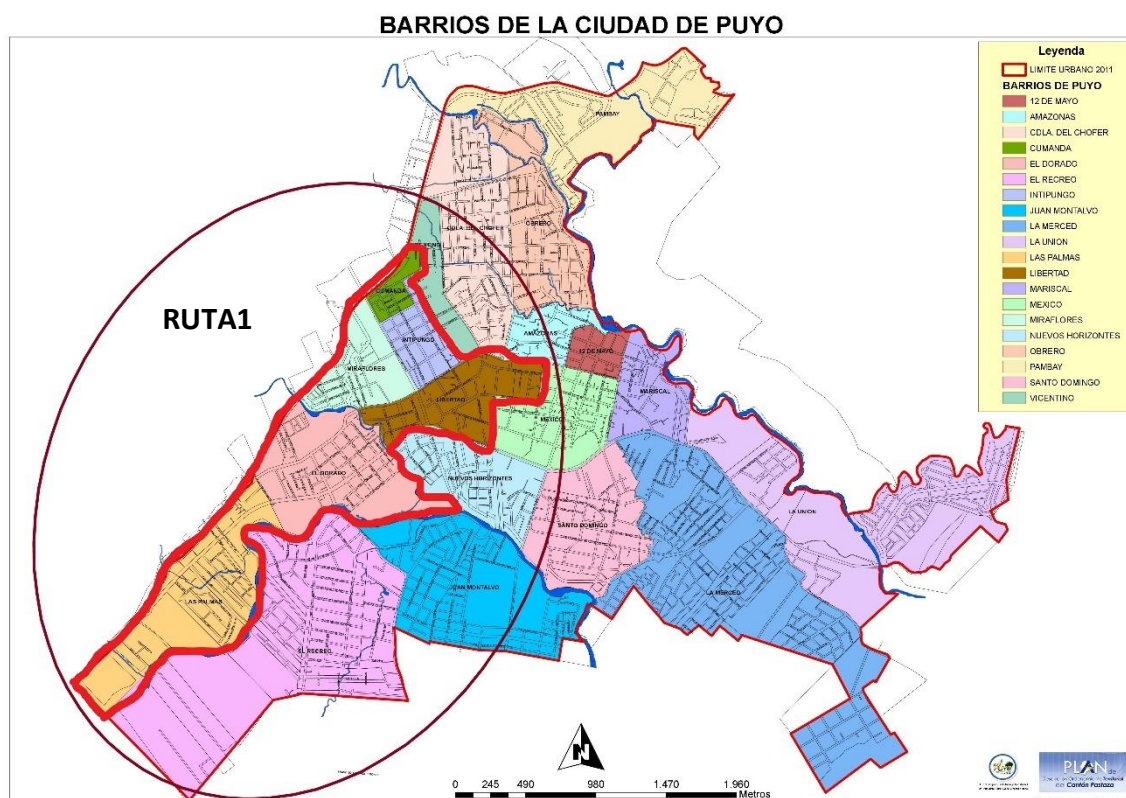 BARRIOS DE LA CIUDAD DE PUYO
Leyenda
LIMITE URBANO 2011
BARRIOS DE PUYO
12 DE MAYO
AMAZONAS
CDLA. DEL CHOFER
CUMANDA
EL DORADO
EL RECREO
INTIPUNGO
JUAN MONTALVO
LA MERCED
LA UNION
LAS PALMAS
LIBERTAD
MARISCAL
MEXICO
MIRAFLORES
NUEVOS HORIZONTES
OBRERO
PAMBAY
SANTO DOMINGO
VICENTINO
PAMBAY
OBRERO
CDLA. DEL CHOFER
CUMANDA
RUTA1
INTIPUNGO
AMAZONAS
12 DE MAYO
MIRAFLORES
MARISCAL
LIBERTAD
MEXICO
EL DORADO
NUEVOS HORIZONTES
LA UNION
SANTO DOMINGO
JUAN MONTALVO
LA MERCED
LAS PALMAS
EL RECREO
N
0 245 490 980 1.470 1.960
Metros
PLAN de
del Cantón Pastaza